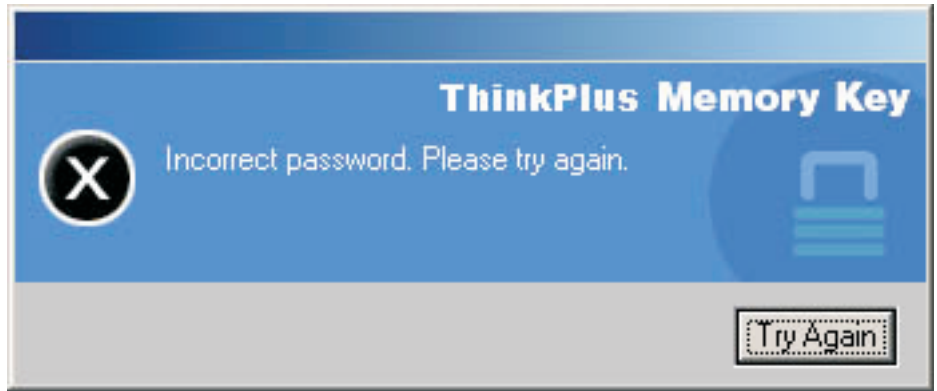 ThinkPlus Memory Key
Incorrect password. Please try again.
Try Again